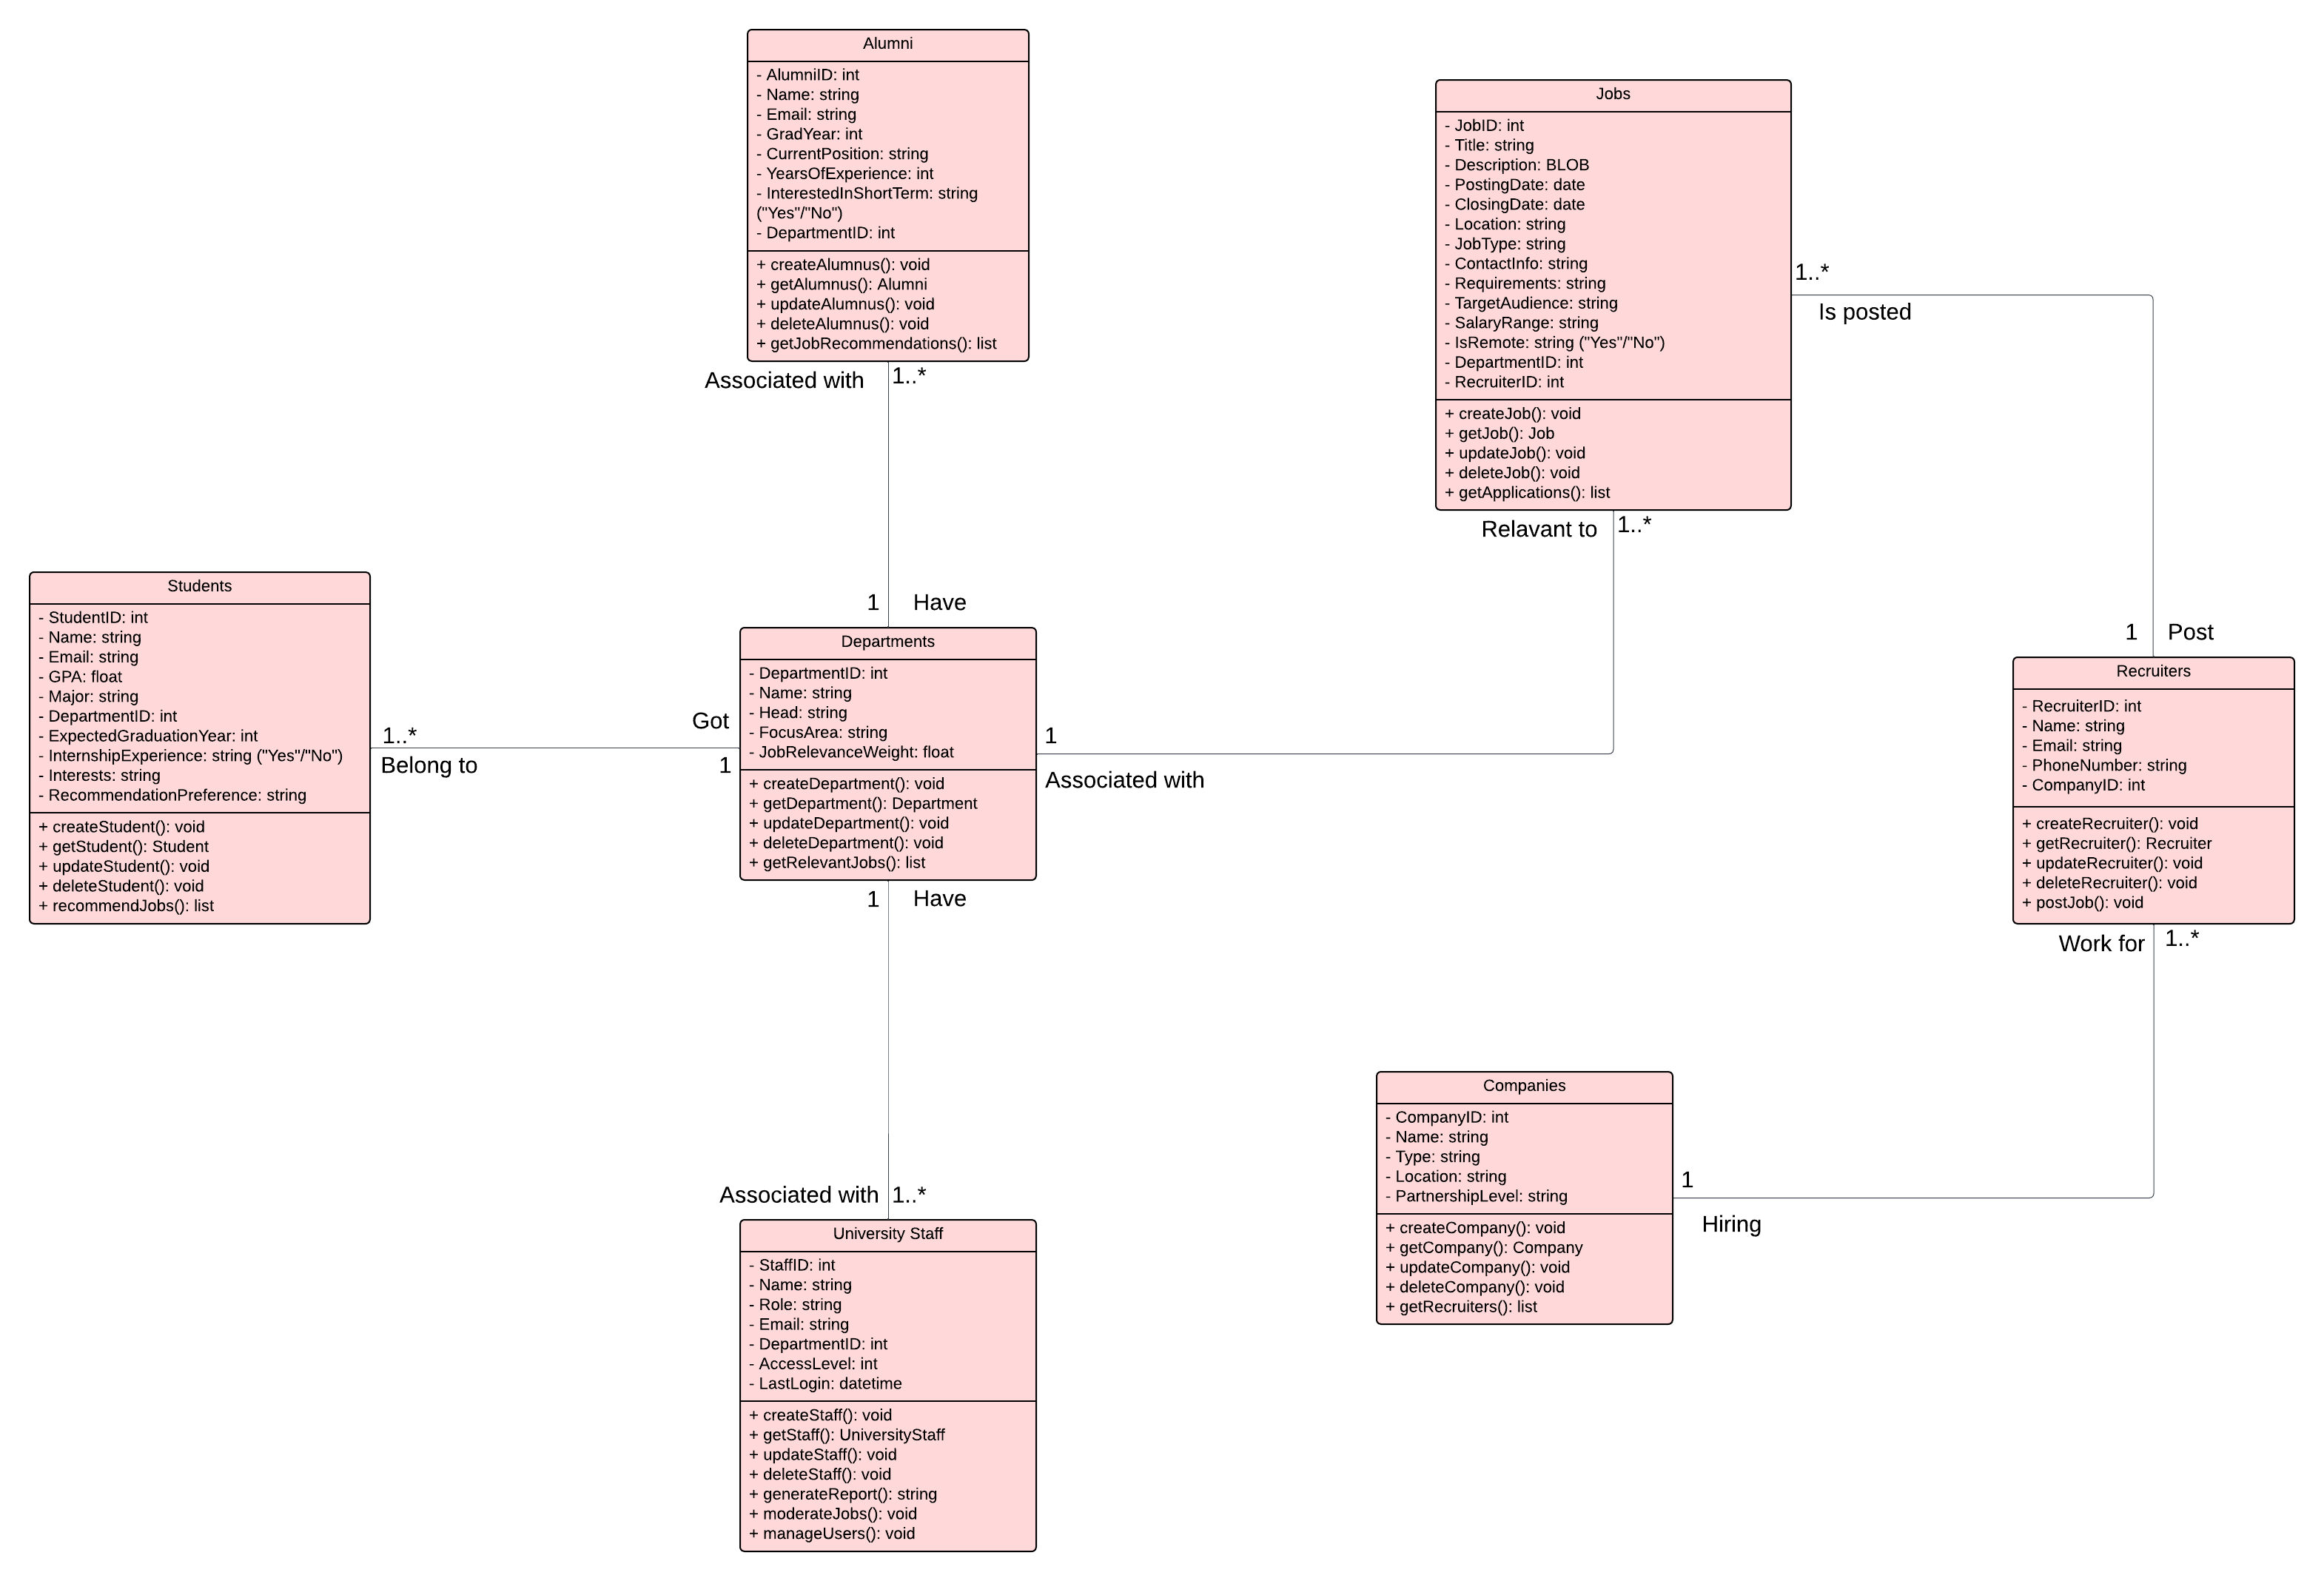 Alumni
- AlumniID: int
- Name: string
- Email: string
- GradYear: int
- CurrentPosition: string
- YearsOfExperience: int
- InterestedInShortTerm: string
("Yes"/"No")
- DepartmentID: int
+ createAlumnus(): void
+ getAlumnus(): Alumni
+ updateAlumnus(): void
+ deleteAlumnus(): void
+ getJobRecommendations(): list
Associated with
1..*
1
Have
Jobs
- JobID: int
- Title: string
- Description: BLOB
- PostingDate: date
- ClosingDate: date
- Location: string
- JobType: string
- ContactInfo: string
- Requirements: string
- TargetAudience: string
- SalaryRange: string
- IsRemote: string ("Yes"/"No")
- DepartmentID: int
- RecruiterID: int
+ createJob(): void
+ getJob(): Job
+ updateJob(): void
+ deleteJob(): void
+ getApplications(): list
1..*
Is posted
Relavant to
1..*
Students
- StudentID: int
- Name: string
- Email: string
- GPA: float
- Major: string
- DepartmentID: int
- ExpectedGraduationYear: int
- InternshipExperience: string ("Yes"/"No")
- Interests: string
- RecommendationPreference: string
+ createStudent(): void
+ getStudent(): Student
+ updateStudent(): void
+ deleteStudent(): void
+ recommendJobs(): list
1..*
Belong to
Got
1
Departments
- DepartmentID: int
- Name: string
- Head: string
- FocusArea: string
- JobRelevanceWeight: float
+ createDepartment(): void
+ getDepartment(): Department
+ updateDepartment(): void
+ deleteDepartment(): void
+ getRelevantJobs(): list
1
Associated with
1
Have
1
Post
Recruiters
- RecruiterID: int
- Name: string
- Email: string
- PhoneNumber: string
- CompanyID: int
+ createRecruiter(): void
+ getRecruiter(): Recruiter
+ updateRecruiter(): void
+ deleteRecruiter(): void
+ postJob(): void
Work for
1..*
Companies
- CompanyID: int
- Name: string
- Type: string
- Location: string
- PartnershipLevel: string
+ createCompany(): void
+ getCompany(): Company
+ updateCompany(): void
+ deleteCompany(): void
+ getRecruiters(): list
1
Hiring
Associated with
1..*
University Staff
- StaffID: int
- Name: string
- Role: string
- Email: string
- DepartmentID: int
- AccessLevel: int
- LastLogin: datetime
+ createStaff(): void
+ getStaff(): UniversityStaff
+ updateStaff(): void
+ deleteStaff(): void
+ generateReport(): string
+ moderateJobs(): void
+ manageUsers(): void